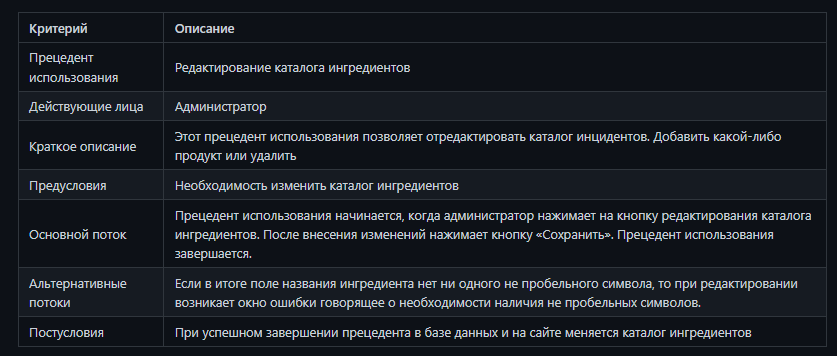 Критерий Описание
Прецедент
использования
Редактирование каталога ингредиентов
Действующие лица Администратор
Краткое описание
Этот прецедент использования позволяет отредактировать каталог инцидентов. Добавить какой-либо
продукт или удалить
Предусловия Необходимость изменить каталог ингредиентов
Основной поток
Прецедент использования начинается, когда администратор нажимает на кнопку редактирования каталога
ингредиентов. После внесения изменений нажимает кнопку «Сохранить». Прецедент использования
завершается.
Альтернативные
потоки
Если в итоге поле названия ингредиента нет ни одного не пробельного символа, то при редактировании
возникает окно ошибки говорящее о необходимости наличия не пробельных символов.
Постусловия При успешном завершении прецедента в базе данных и на сайте меняется каталог ингредиентов